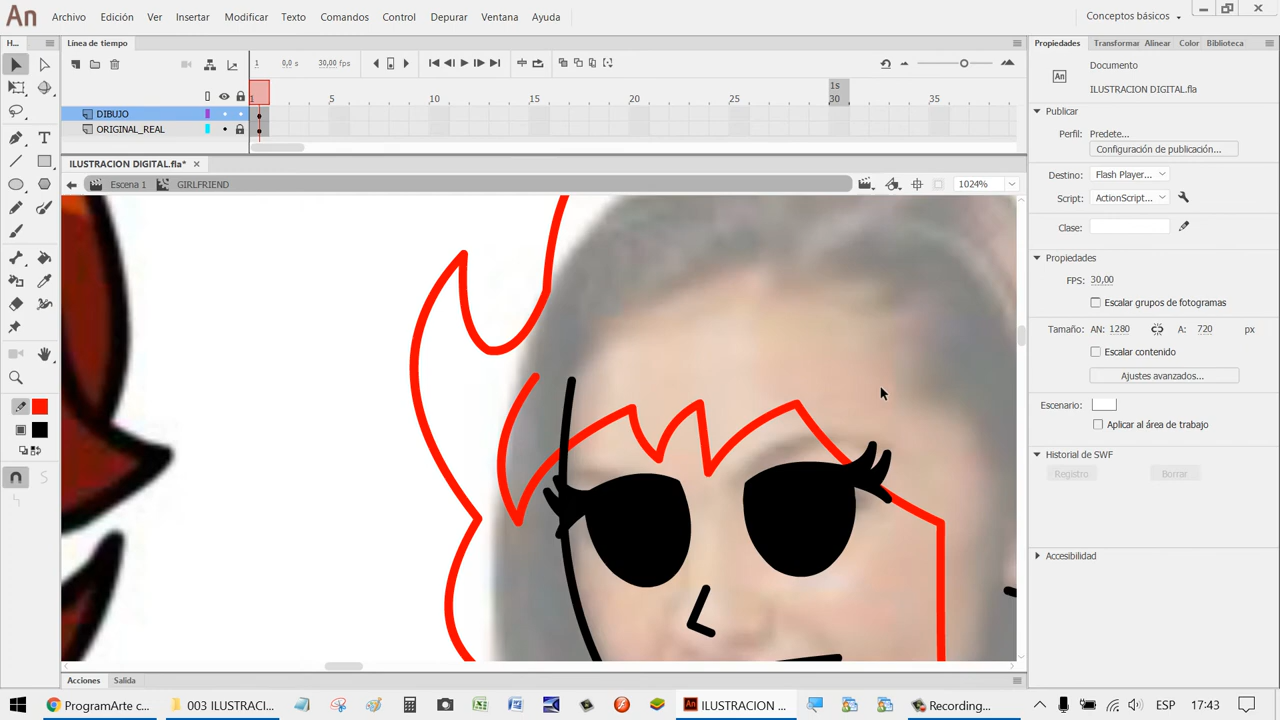 An Archivo Edición Ver Insertar Modificar Texto Comandos Control Depurar Ventana Ayuda Conceptos básicos
H... Línea de tiempo Propiedades Transformar Alinear Color Biblioteca
1 0,0 s 30,00 fps
Documento
An ILUSTRACION DIGITAL.fla
1s
1 5 10 15 20 25 30 35
DIBUJO
ORIGINAL_REAL
Publicar
Perfil: Predete...
Configuración de publicación...
ILUSTRACION DIGITAL.fla*
Destino: Flash Player...
Escena 1 GIRLFRIEND 1024%
Script: ActionScript...
Clase:
Propiedades
FPS: 30,00
Escalar grupos de fotogramas
Tamaño: AN: 1280 A: 720 px
Escalar contenido
Ajustes avanzados...
Escenario:
Aplicar al área de trabajo
Historial de SWF
Registro Borrar
Accesibilidad
Acciones Salida
ProgramArte c... 003 ILUSTRACI... An ILUSTRACION ... Recording... ESP 17:43